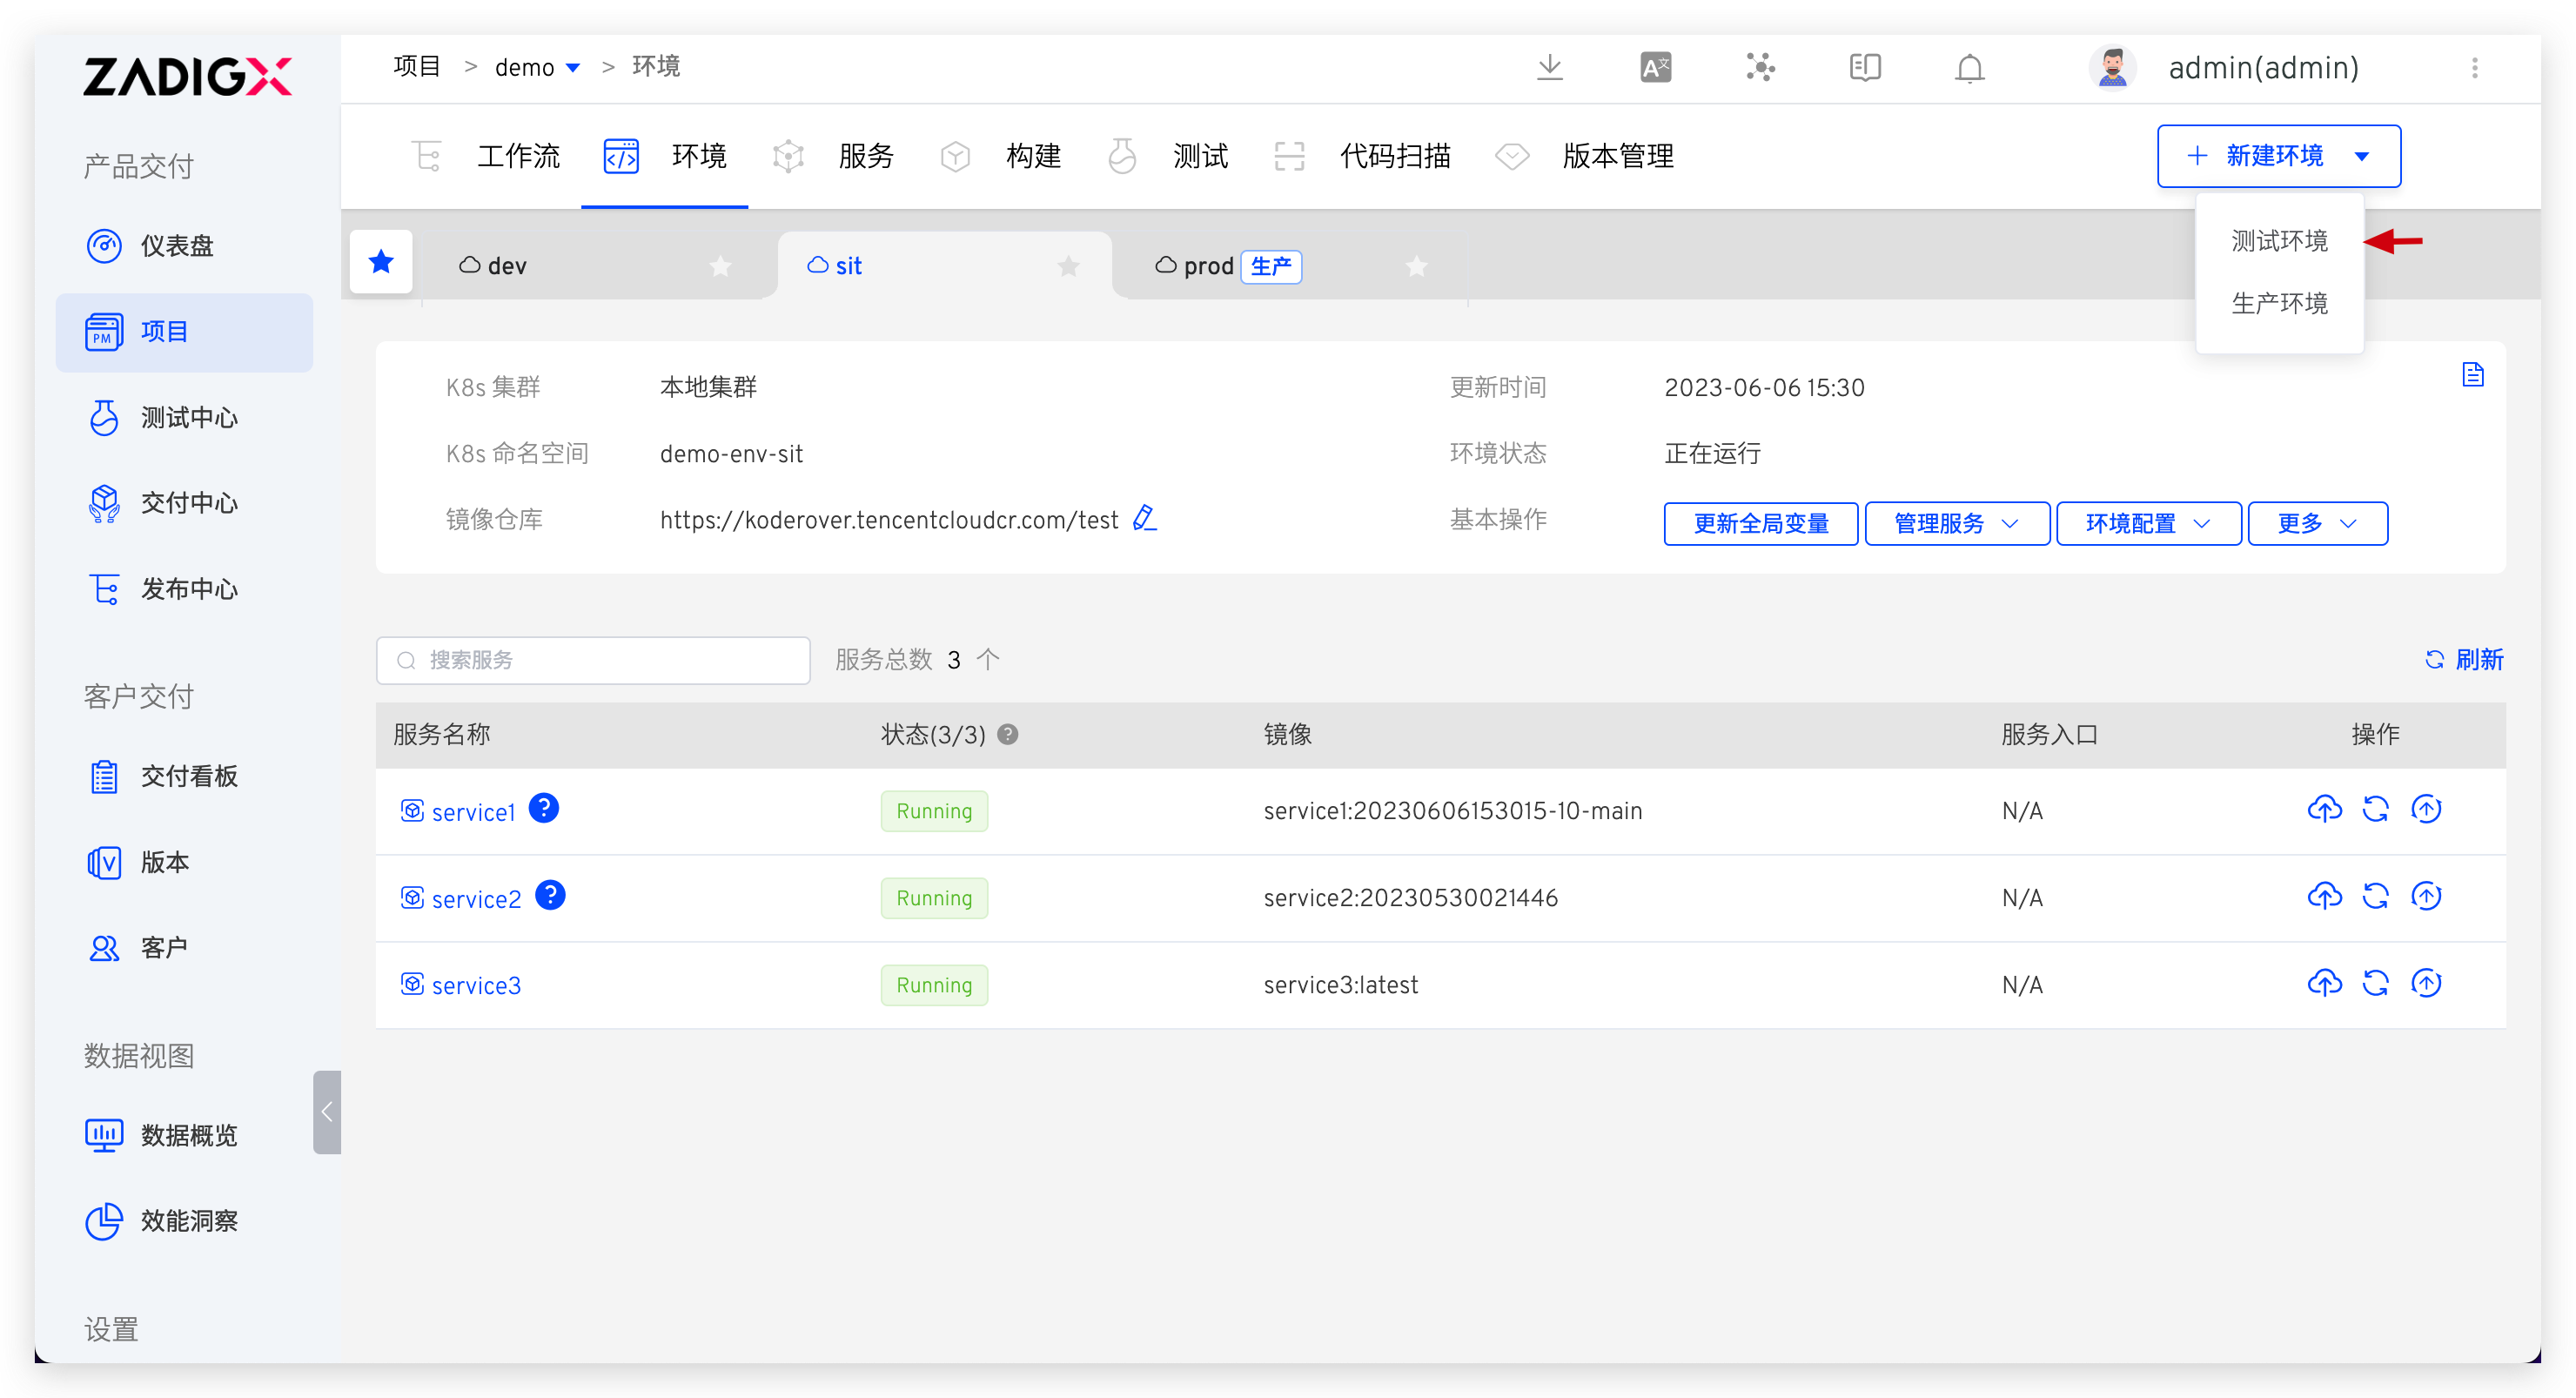 ZADIGX
项目 > demo > 环境
admin(admin)
工作流 环境 服务 构建 测试 代码扫描 版本管理
+ 新建环境
测试环境
生产环境
产品交付
仪表盘
PM 项目
测试中心
交付中心
发布中心
客户交付
交付看板
V 版本
客户
数据视图
数据概览
效能洞察
设置
dev sit prod 生产
K8s 集群 本地集群 更新时间 2023-06-06 15:30
K8s 命名空间 demo-env-sit 环境状态 正在运行
镜像仓库 https://koderover.tencentcloudcr.com/test 基本操作 更新全局变量 管理服务 环境配置 更多
搜索服务 服务总数 3 个 刷新
服务名称 状态(3/3) ? 镜像 服务入口 操作
service1 ? Running service1:20230606153015-10-main N/A
service2 ? Running service2:20230530021446 N/A
service3 Running service3:latest N/A